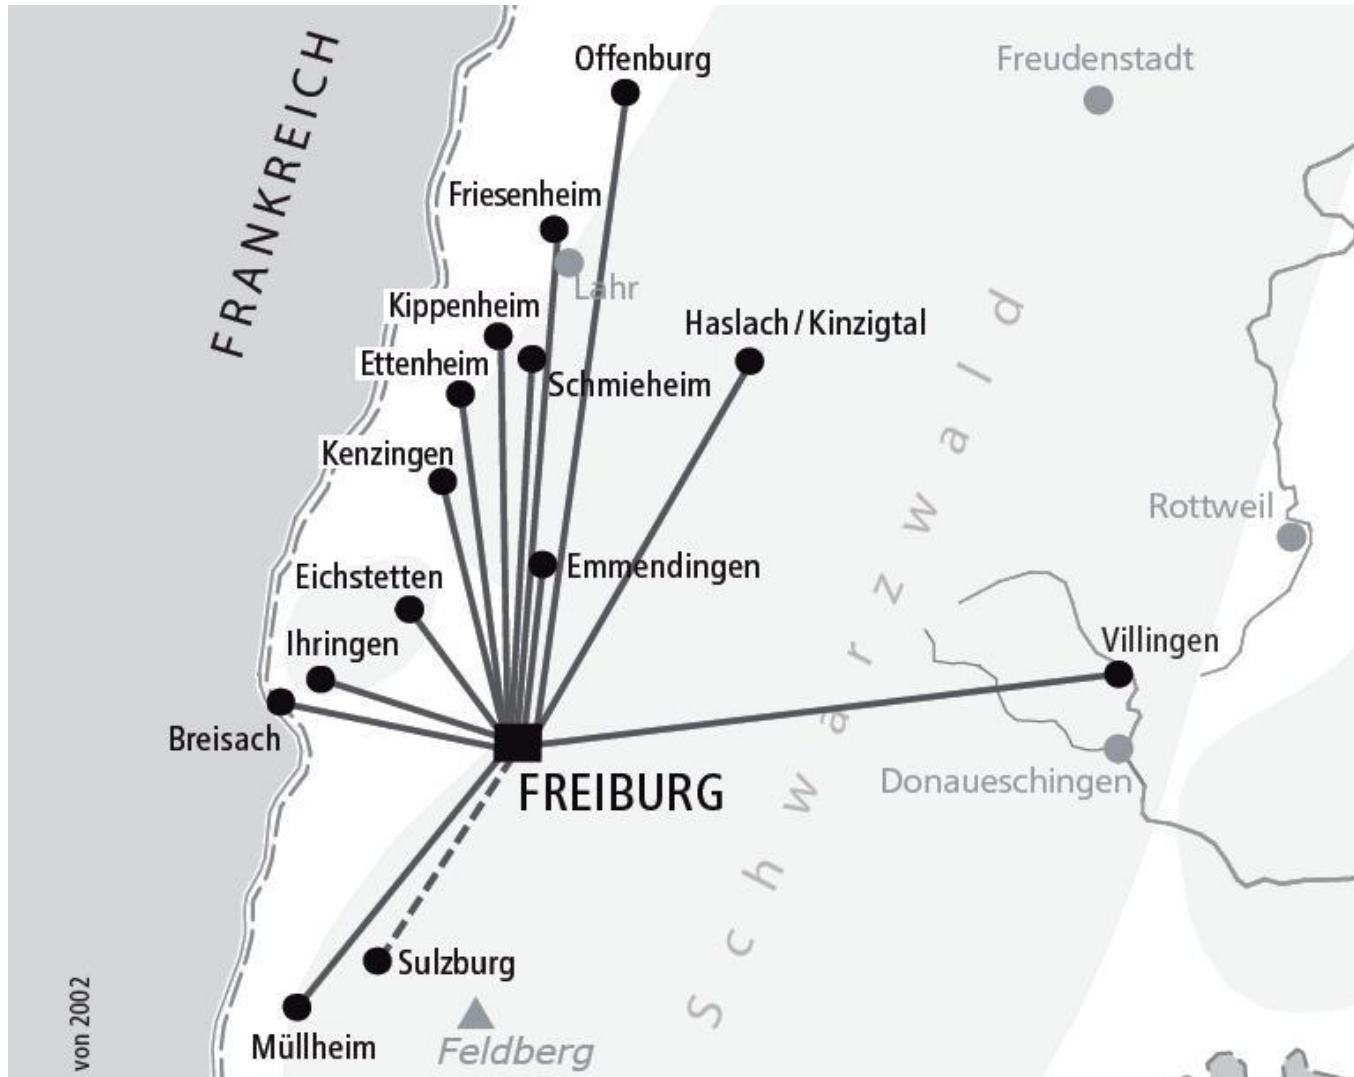 FRANKREICH
Offenburg
Freudenstadt
Friesenheim
Lahr
Kippenheim
Haslach / Kinzigtal
Ettenheim
Schmieheim
Kenzingen
Schwarzwald
Rottweil
Emmendingen
Eichstetten
Ihringen
Villingen
Breisach
Donaueschingen
FREIBURG
Sulzburg
von 2002
Müllheim
Feldberg